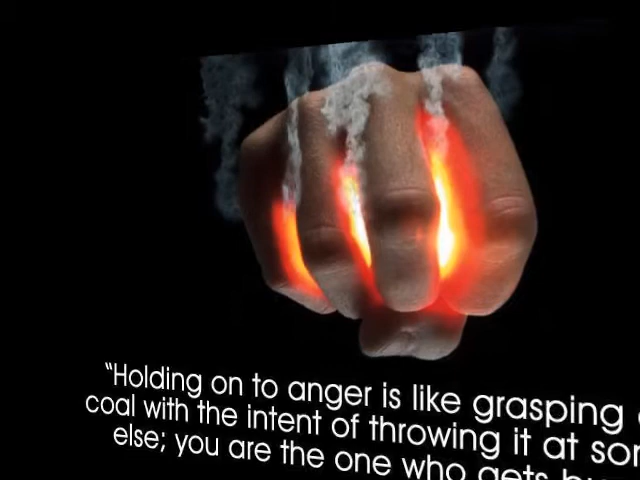 “Holding on to anger is like grasping
coal with the intent of throwing it at
else; you are the one who gets